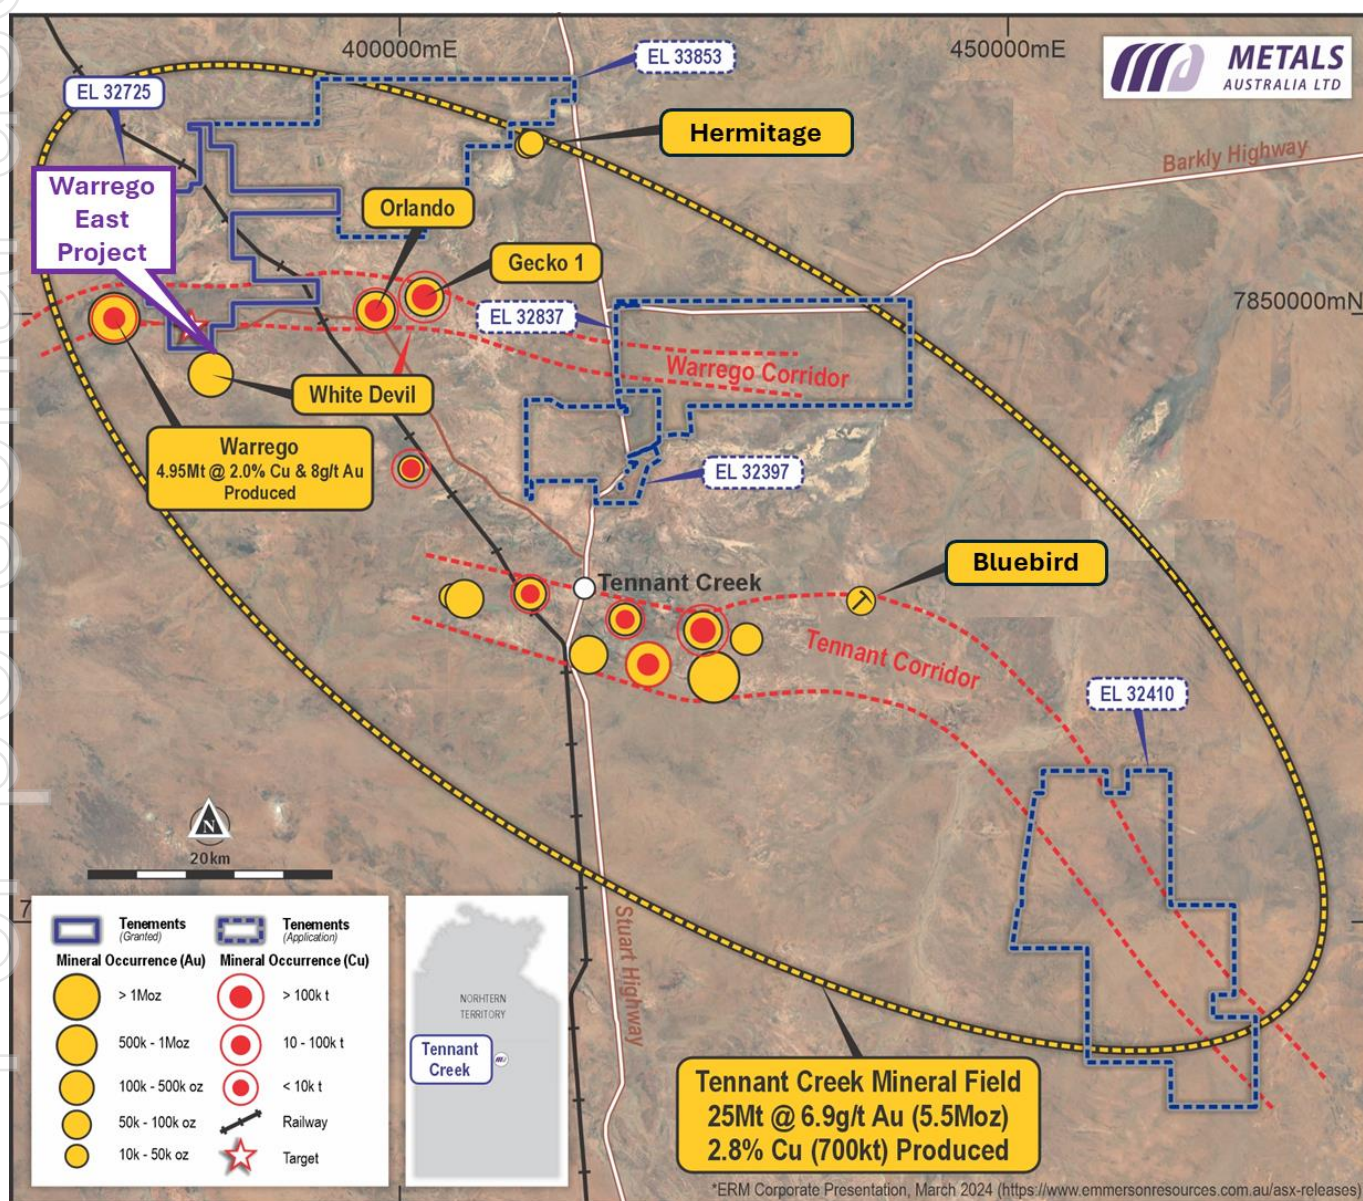 400000mE
450000mE
METALS
AUSTRALIA LTD
EL 33853
EL 32725
Hermitage
Barkly Highway
Warrego
East
Project
Orlando
Gecko 1
7850000mN
EL 32837
Warrego Corridor
White Devil
Warrego
4.95Mt @ 2.0% Cu & 8g/t Au
Produced
EL 32397
Bluebird
Tennant Creek
Tennant Corridor
EL 32410
N
20km
7
Stuart Highway
Tenements
(Granted)
Tenements
(Application)
Mineral Occurrence (Au)
Mineral Occurrence (Cu)
> 1Moz
> 100k t
500k - 1Moz
10 - 100k t
100k - 500k oz
< 10k t
50k - 100k oz
Railway
10k - 50k oz
Target
NORHTERN
TERRITORY
Tennant
Creek
Tennant Creek Mineral Field
25Mt @ 6.9g/t Au (5.5Moz)
2.8% Cu (700kt) Produced
*ERM Corporate Presentation, March 2024 (https://www.emmersonresources.com.au/asx-releases)